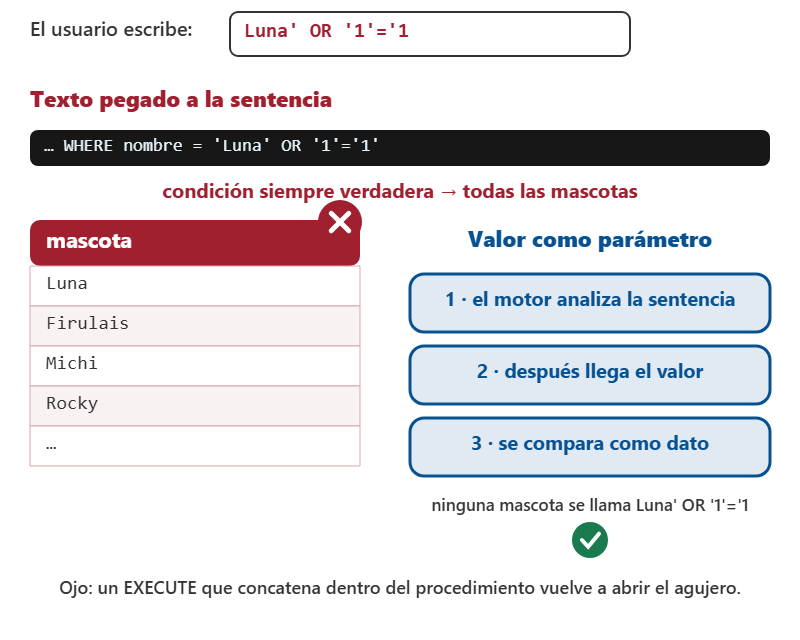 El usuario escribe:
Luna' OR '1'='1
Texto pegado a la sentencia
… WHERE nombre = 'Luna' OR '1'='1'
condición siempre verdadera → todas las mascotas
mascota
Luna
Firulais
Michi
Rocky
…
Valor como parámetro
1 · el motor analiza la sentencia
2 · después llega el valor
3 · se compara como dato
ninguna mascota se llama Luna' OR '1'='1
Ojo: un EXECUTE que concatena dentro del procedimiento vuelve a abrir el agujero.